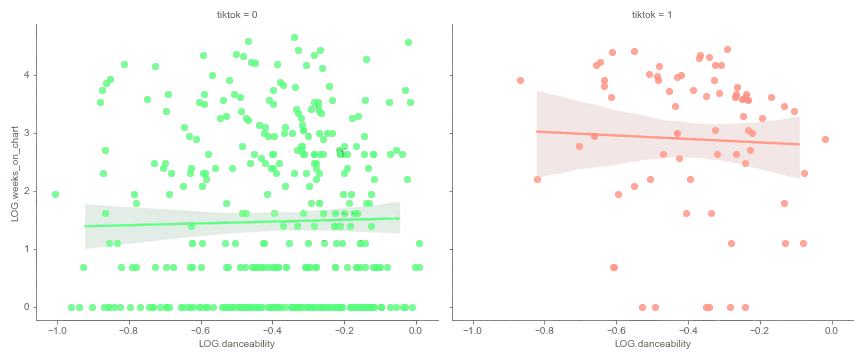 tiktok = 0
tiktok = 1
LOG.weeks_on_chart
4
3
2
1
0
−1.0 −0.8 −0.6 −0.4 −0.2 0.0
−1.0 −0.8 −0.6 −0.4 −0.2 0.0
LOG.danceability
LOG.danceability